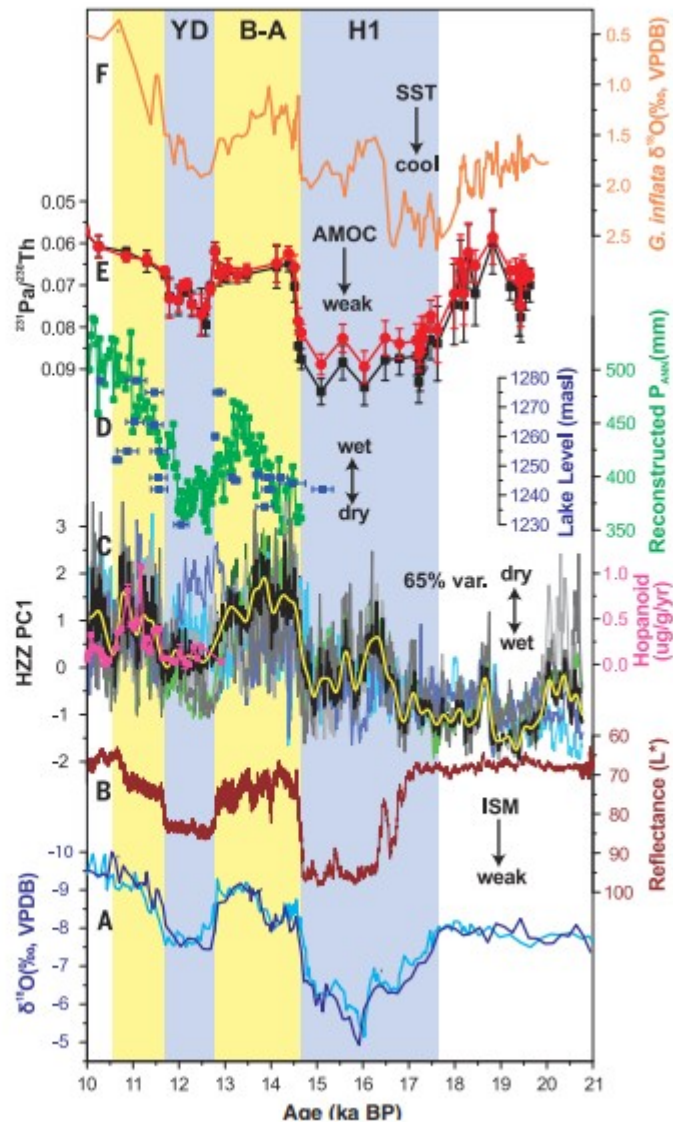 YD B-A H1
F
SST
cool
0.5
1.0
1.5
2.0
2.5
G. inflata δ¹⁸O(‰, VPDB)
0.05
0.06
0.07
0.08
0.09
²³¹Pa/²³⁰Th
E
AMOC
weak
D
wet
dry
1280
1270
1260
1250
1240
1230
Lake Level (masl)
500
450
400
350
Reconstructed P_ANN (mm)
3
2
1
0
-1
-2
HZZ PC1
C
65% var.
dry
wet
1.0
0.5
0.0
Hopanoid
(ug/g/yr)
B
ISM
weak
60
70
80
90
100
Reflectance (L*)
-10
-9
-8
-7
-6
-5
δ¹⁸O(‰, VPDB)
A
10 11 12 13 14 15 16 17 18 19 20 21
Age (ka BP)